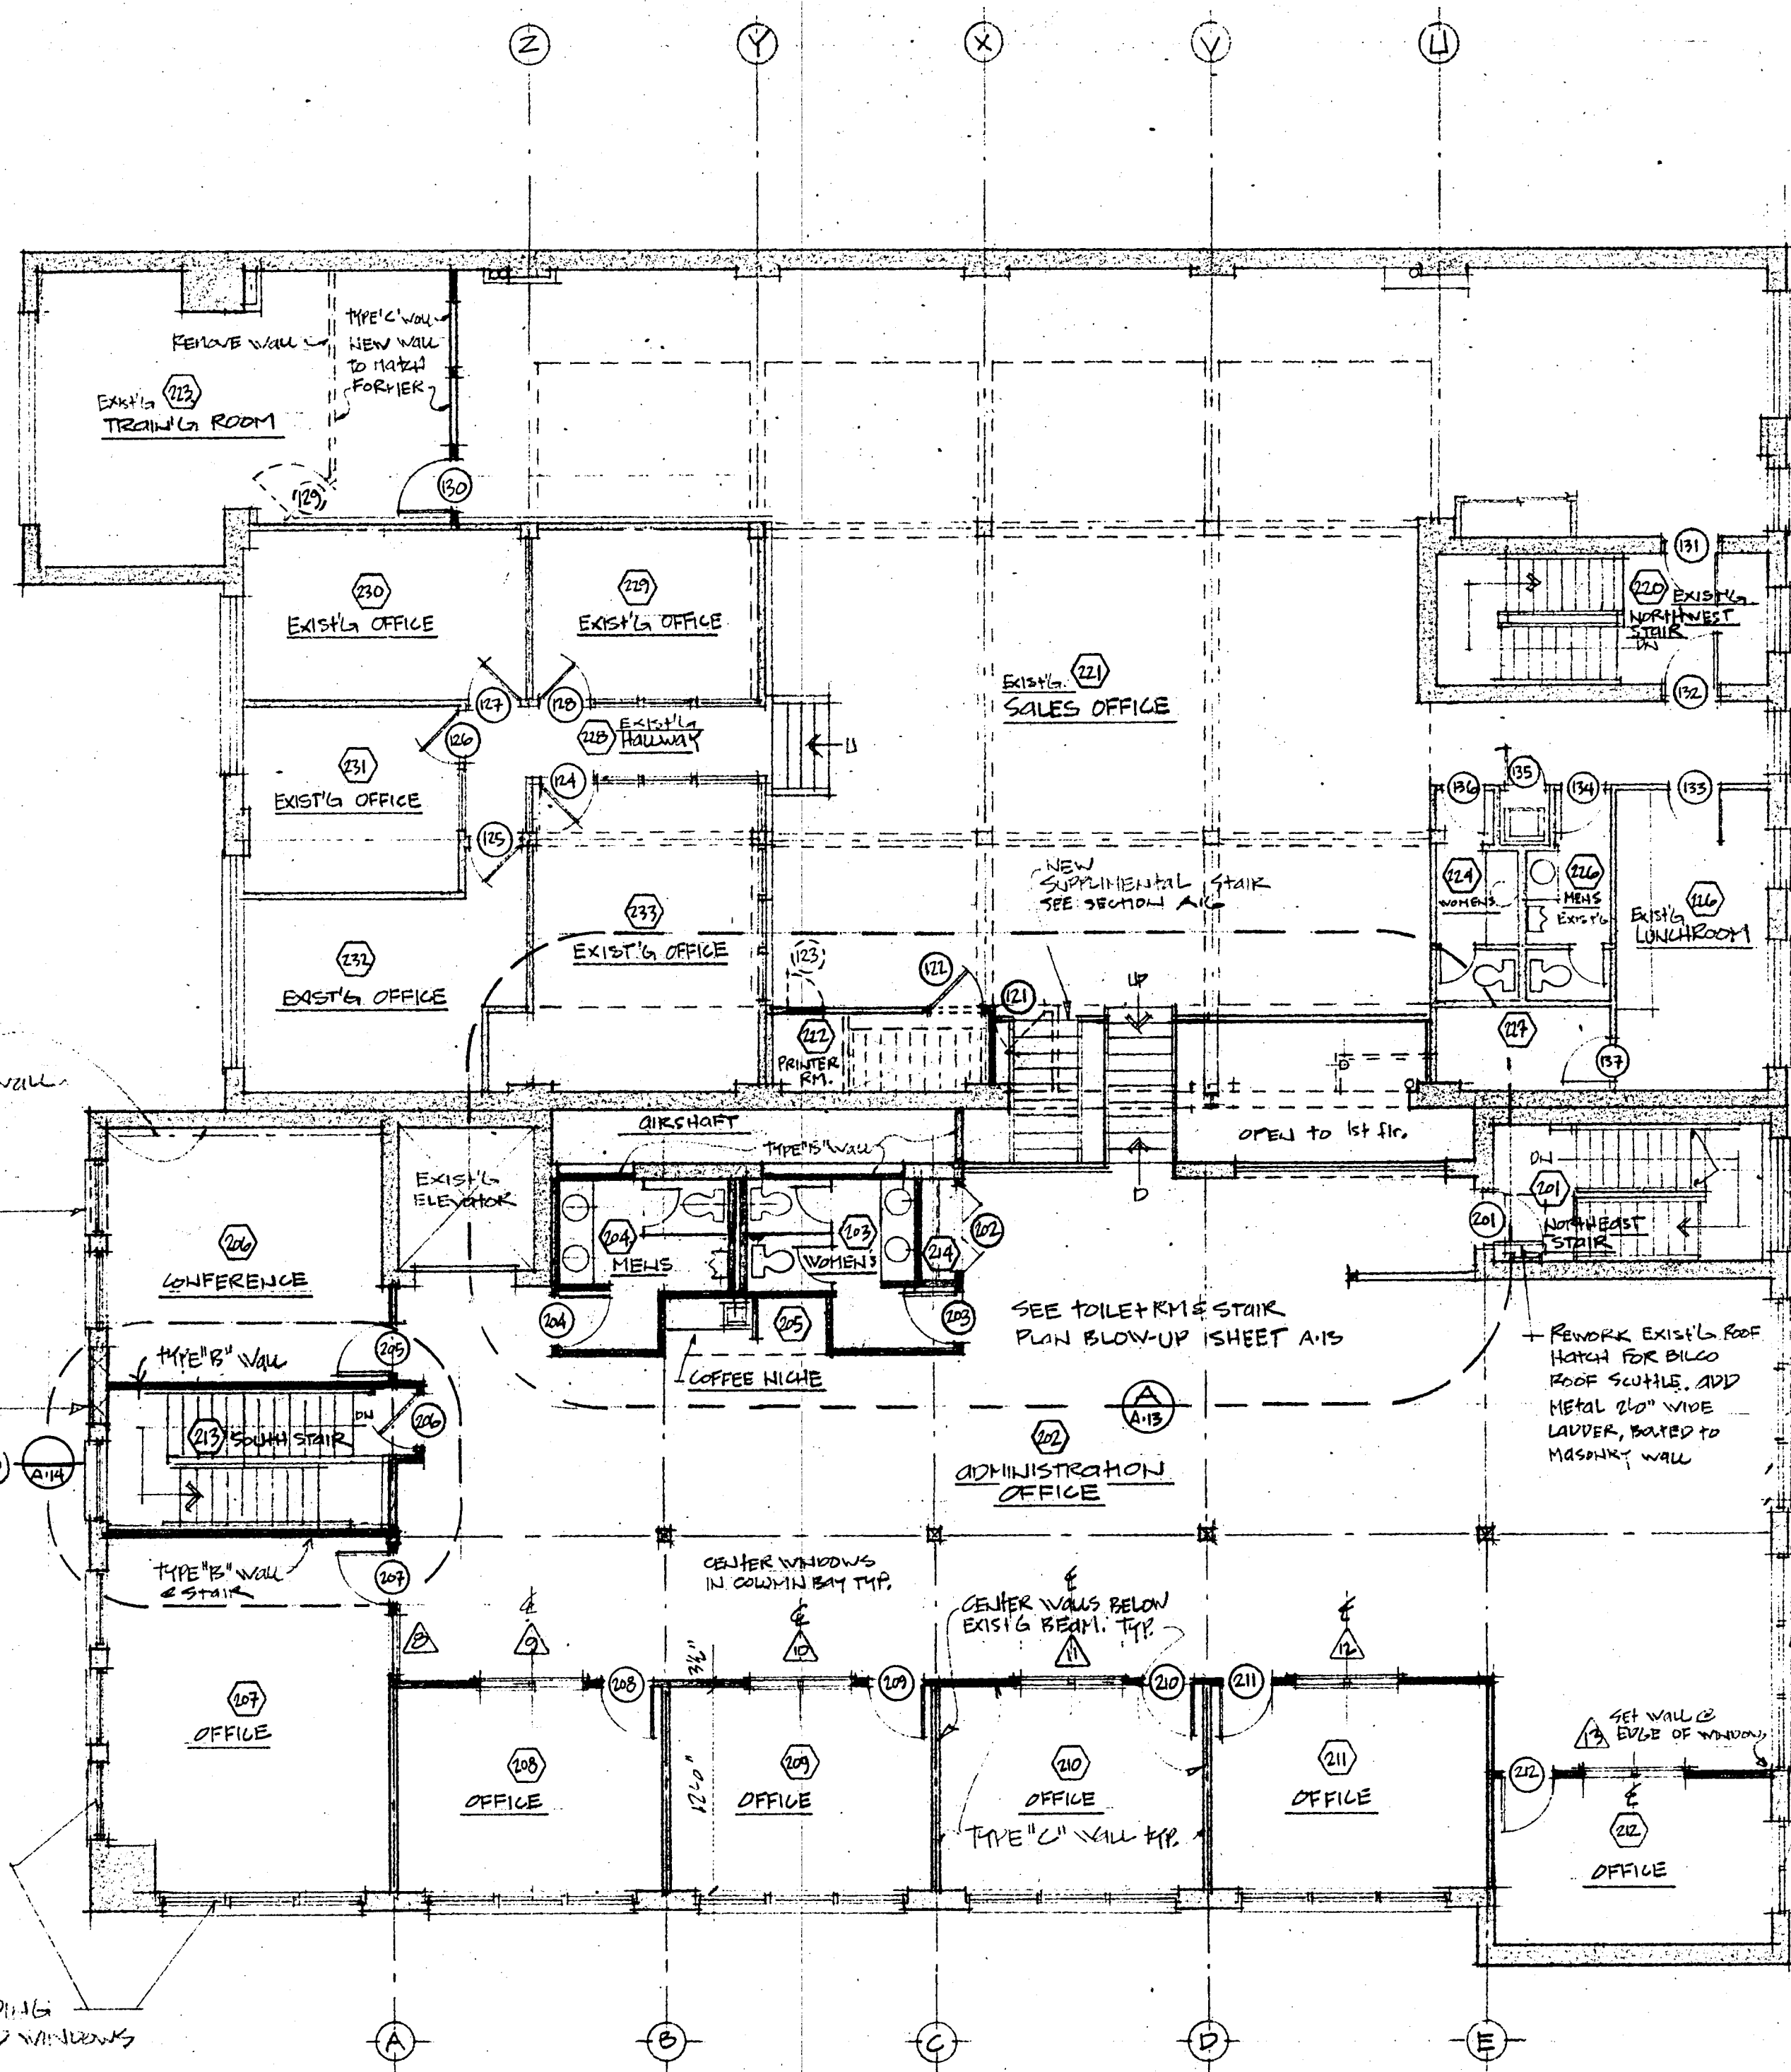 Z
Y
X
V
U
REMOVE WALL
TYPE 'C' WALL
NEW WALL
TO MATCH
FORMER
EXIST'G 223
TRAIN'G ROOM
129
130
230
EXIST'G OFFICE
229
EXIST'G OFFICE
127
128
126
228 EXIST'G
HALLWAY
U
124
231
EXIST'G OFFICE
125
EXIST'G 221
SALES OFFICE
131
220 EXIST'G
NORTHWEST
STAIR
DN
132
136
135
134
133
224
WOMENS
226
MENS
EXIST'G
EXIST'G 226
LUNCHROOM
227
137
NEW
SUPPLIMENTAL STAIR
SEE SECTION A16
233
EXIST'G OFFICE
232
EXIST'G OFFICE
123
122
121
UP
222
PRINTER
RM.
WALL
AIRSHAFT
TYPE "B" WALL
OPEN TO 1st flr.
D
EXIST'G
ELEVATOR
DN
201
NORTHEAST
STAIR
201
206
CONFERENCE
204
MENS
203
WOMEN'S
214
202
204
205
203
COFFEE NICHE
SEE TOILET RM & STAIR
PLAN BLOW-UP SHEET A.13
REWORK EXIST'G ROOF
HATCH FOR BILCO
ROOF SCUTTLE. ADD
METAL 2'-0" WIDE
LADDER, BOLTED TO
MASONRY WALL
205
TYPE "B" WALL
DN
206
213 SOUTH STAIR
A.14
A
A.13
202
ADMINISTRATION
OFFICE
TYPE "B" WALL
& STAIR
207
CENTER WINDOWS
IN COLUMN BAY TYP.
CENTER WALLS BELOW
EXIST'G BEAM. TYP.
8
9
10
11
12
3½"
208
209
210
211
207
OFFICE
208
OFFICE
12'-0"
209
OFFICE
210
OFFICE
211
OFFICE
TYPE "C" WALL TYP.
13
SET WALL @
EDGE OF WINDOW
212
212
OFFICE
WINDOWS
A
B
C
D
E